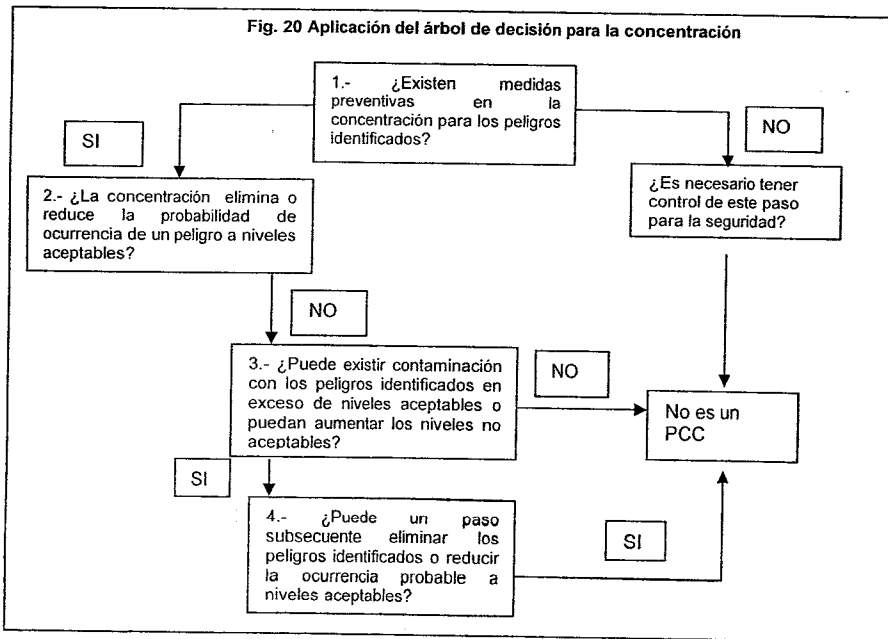 Fig. 20 Aplicación del árbol de decisión para la concentración
1.- ¿Existen medidas
preventivas en la
concentración para los peligros
identificados?
SI
NO
2.- ¿La concentración elimina o
reduce la probabilidad de
ocurrencia de un peligro a niveles
aceptables?
¿Es necesario tener
control de este paso
para la seguridad?
NO
3.- ¿Puede existir contaminación
con los peligros identificados en
exceso de niveles aceptables o
puedan aumentar los niveles no
aceptables?
NO
No es un
PCC
SI
4.- ¿Puede un paso
subsecuente eliminar los
peligros identificados o reducir
la ocurrencia probable a
niveles aceptables?
SI